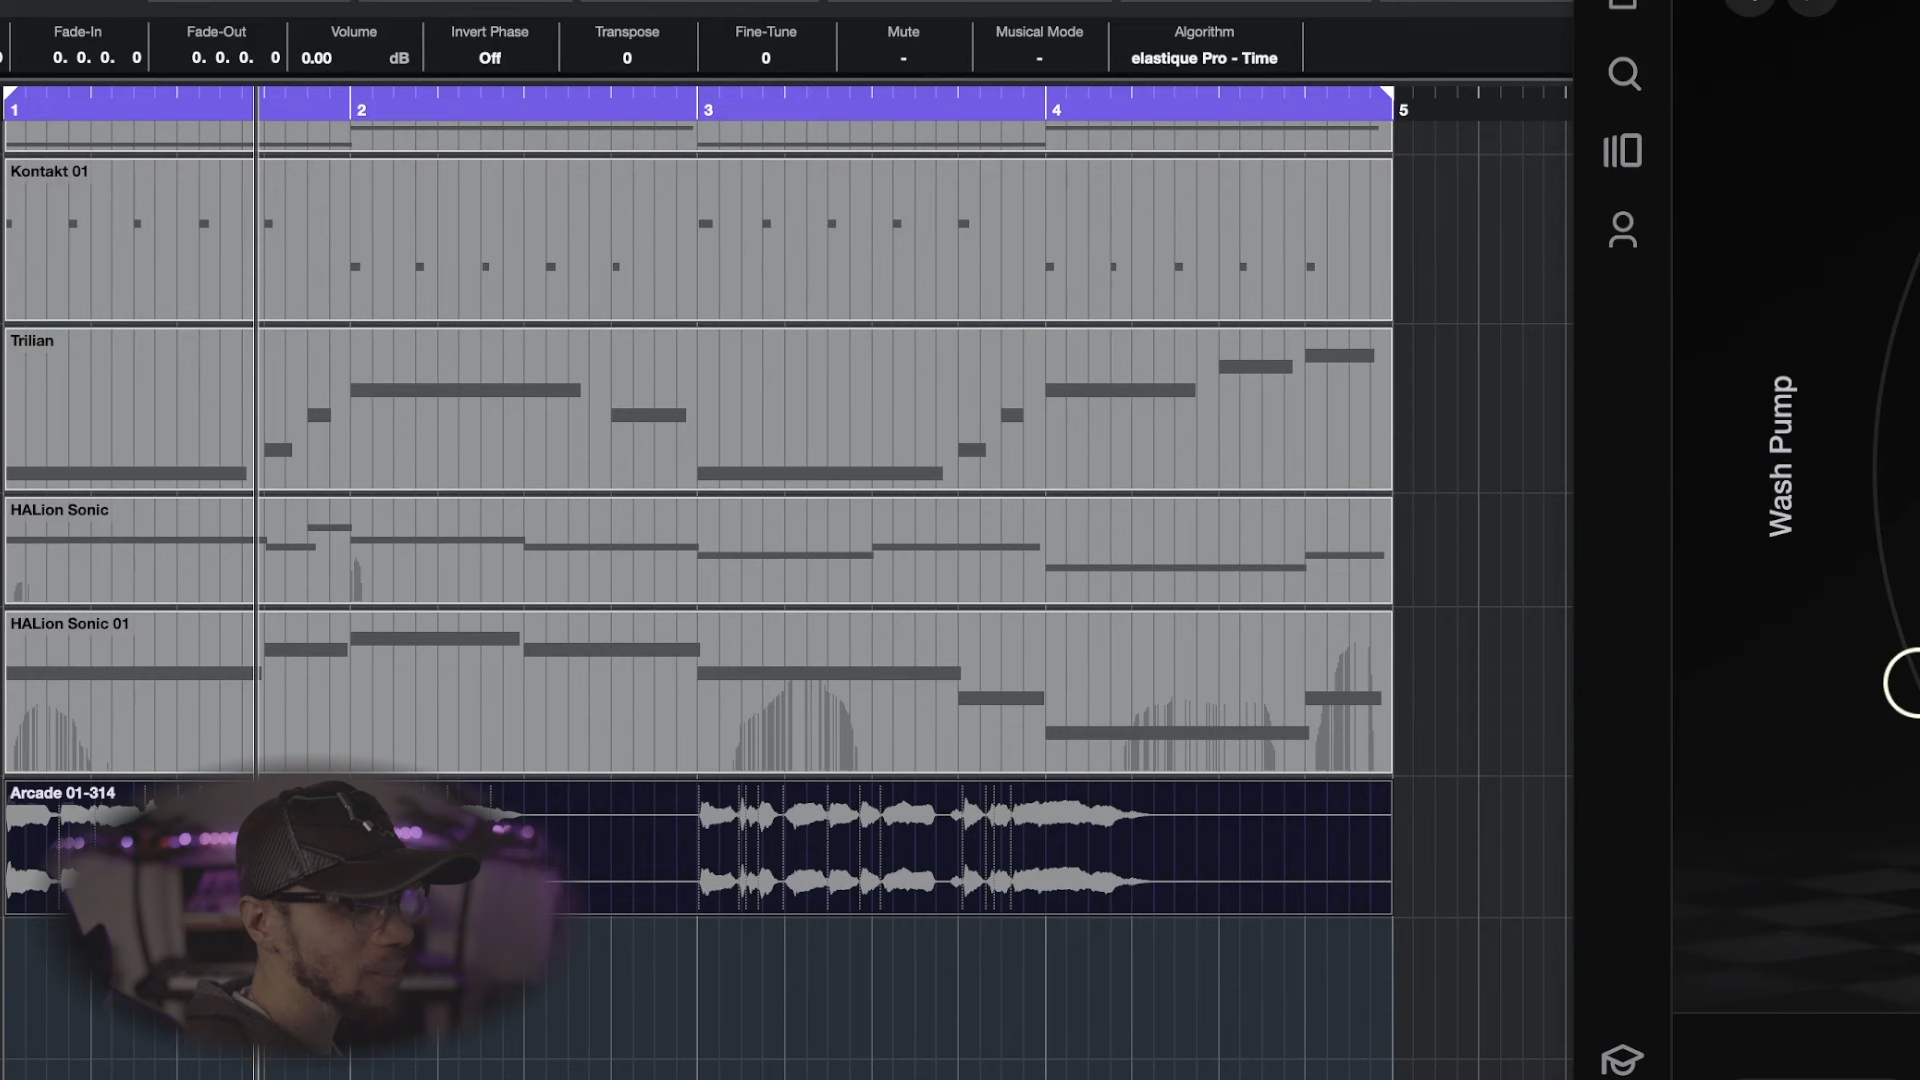 Fade-In Fade-Out Volume Invert Phase Transpose Fine-Tune Mute Musical Mode Algorithm
0. 0. 0. 0 0. 0. 0. 0 0.00 dB Off 0 0 - - elastique Pro - Time
1 2 3 4 5
Kontakt 01
Trilian
HALion Sonic
HALion Sonic 01
Arcade 01-314
Wash Pump